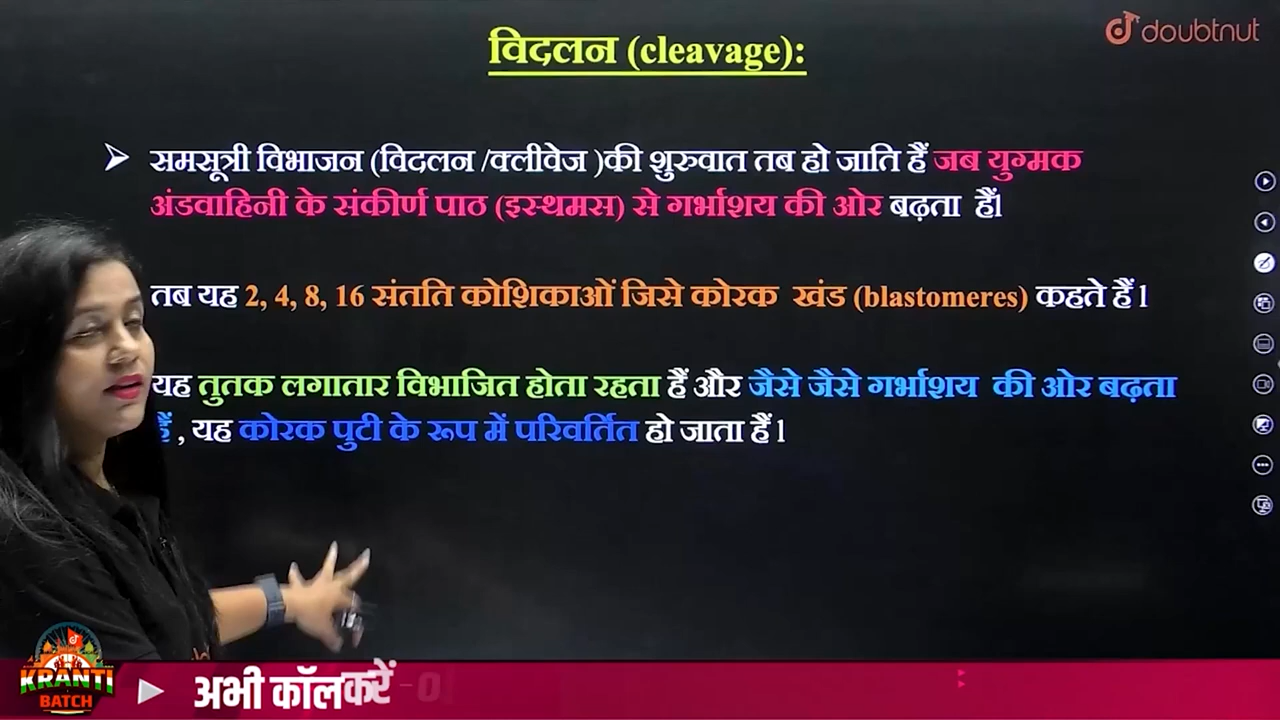 doubtnut
विदलन (cleavage):
समसूत्री विभाजन (विदलन /क्लीवेज )की शुरुवात तब हो जाति हैं जब युग्मक
अंडवाहिनी के संकीर्ण पाठ (इस्थमस) से गर्भाशय की ओर बढ़ता हैंl
तब यह 2, 4, 8, 16 संतति कोशिकाओं जिसे कोरक खंड (blastomeres) कहते हैं l
यह तुतक लगातार विभाजित होता रहता हैं और जैसे जैसे गर्भाशय की ओर बढ़ता
हैं , यह कोरक पुटी के रूप में परिवर्तित हो जाता हैं l
KRANTI
BATCH
अभी कॉल करें -